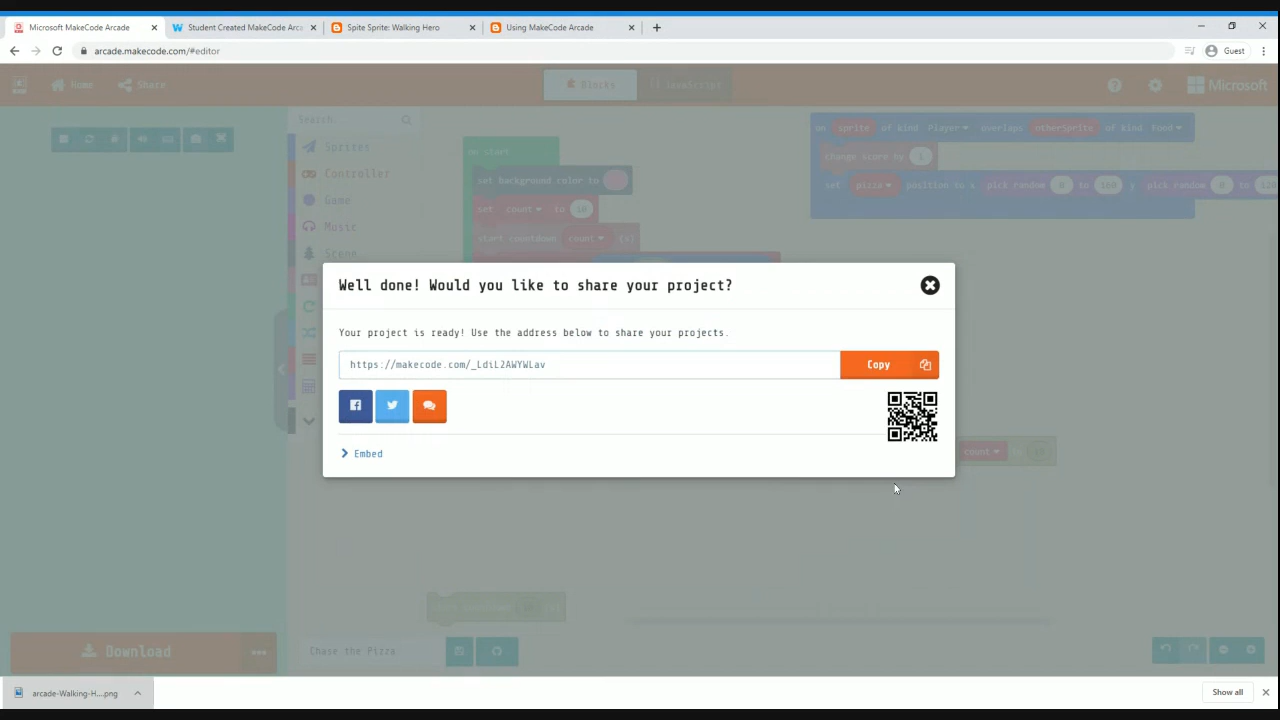 Microsoft MakeCode Arcade
Student Created MakeCode Arca
Spite Sprite: Walking Hero
Using MakeCode Arcade
arcade.makecode.com/#editor
Guest
Home
Share
Blocks
JavaScript
Microsoft
Search
Sprites
Controller
Game
Music
Scene
on start
set background color to
set count to 10
start countdown count (s)
on sprite of kind Player overlaps otherSprite of kind Food
change score by 1
set pizza position to x pick random 0 to 160 y pick random 0 to 120
Well done! Would you like to share your project?
Your project is ready! Use the address below to share your projects.
https://makecode.com/_LdiL2AWYWLav
Copy
Embed
count
Download
Chase the Pizza
arcade-Walking-H....png
Show all